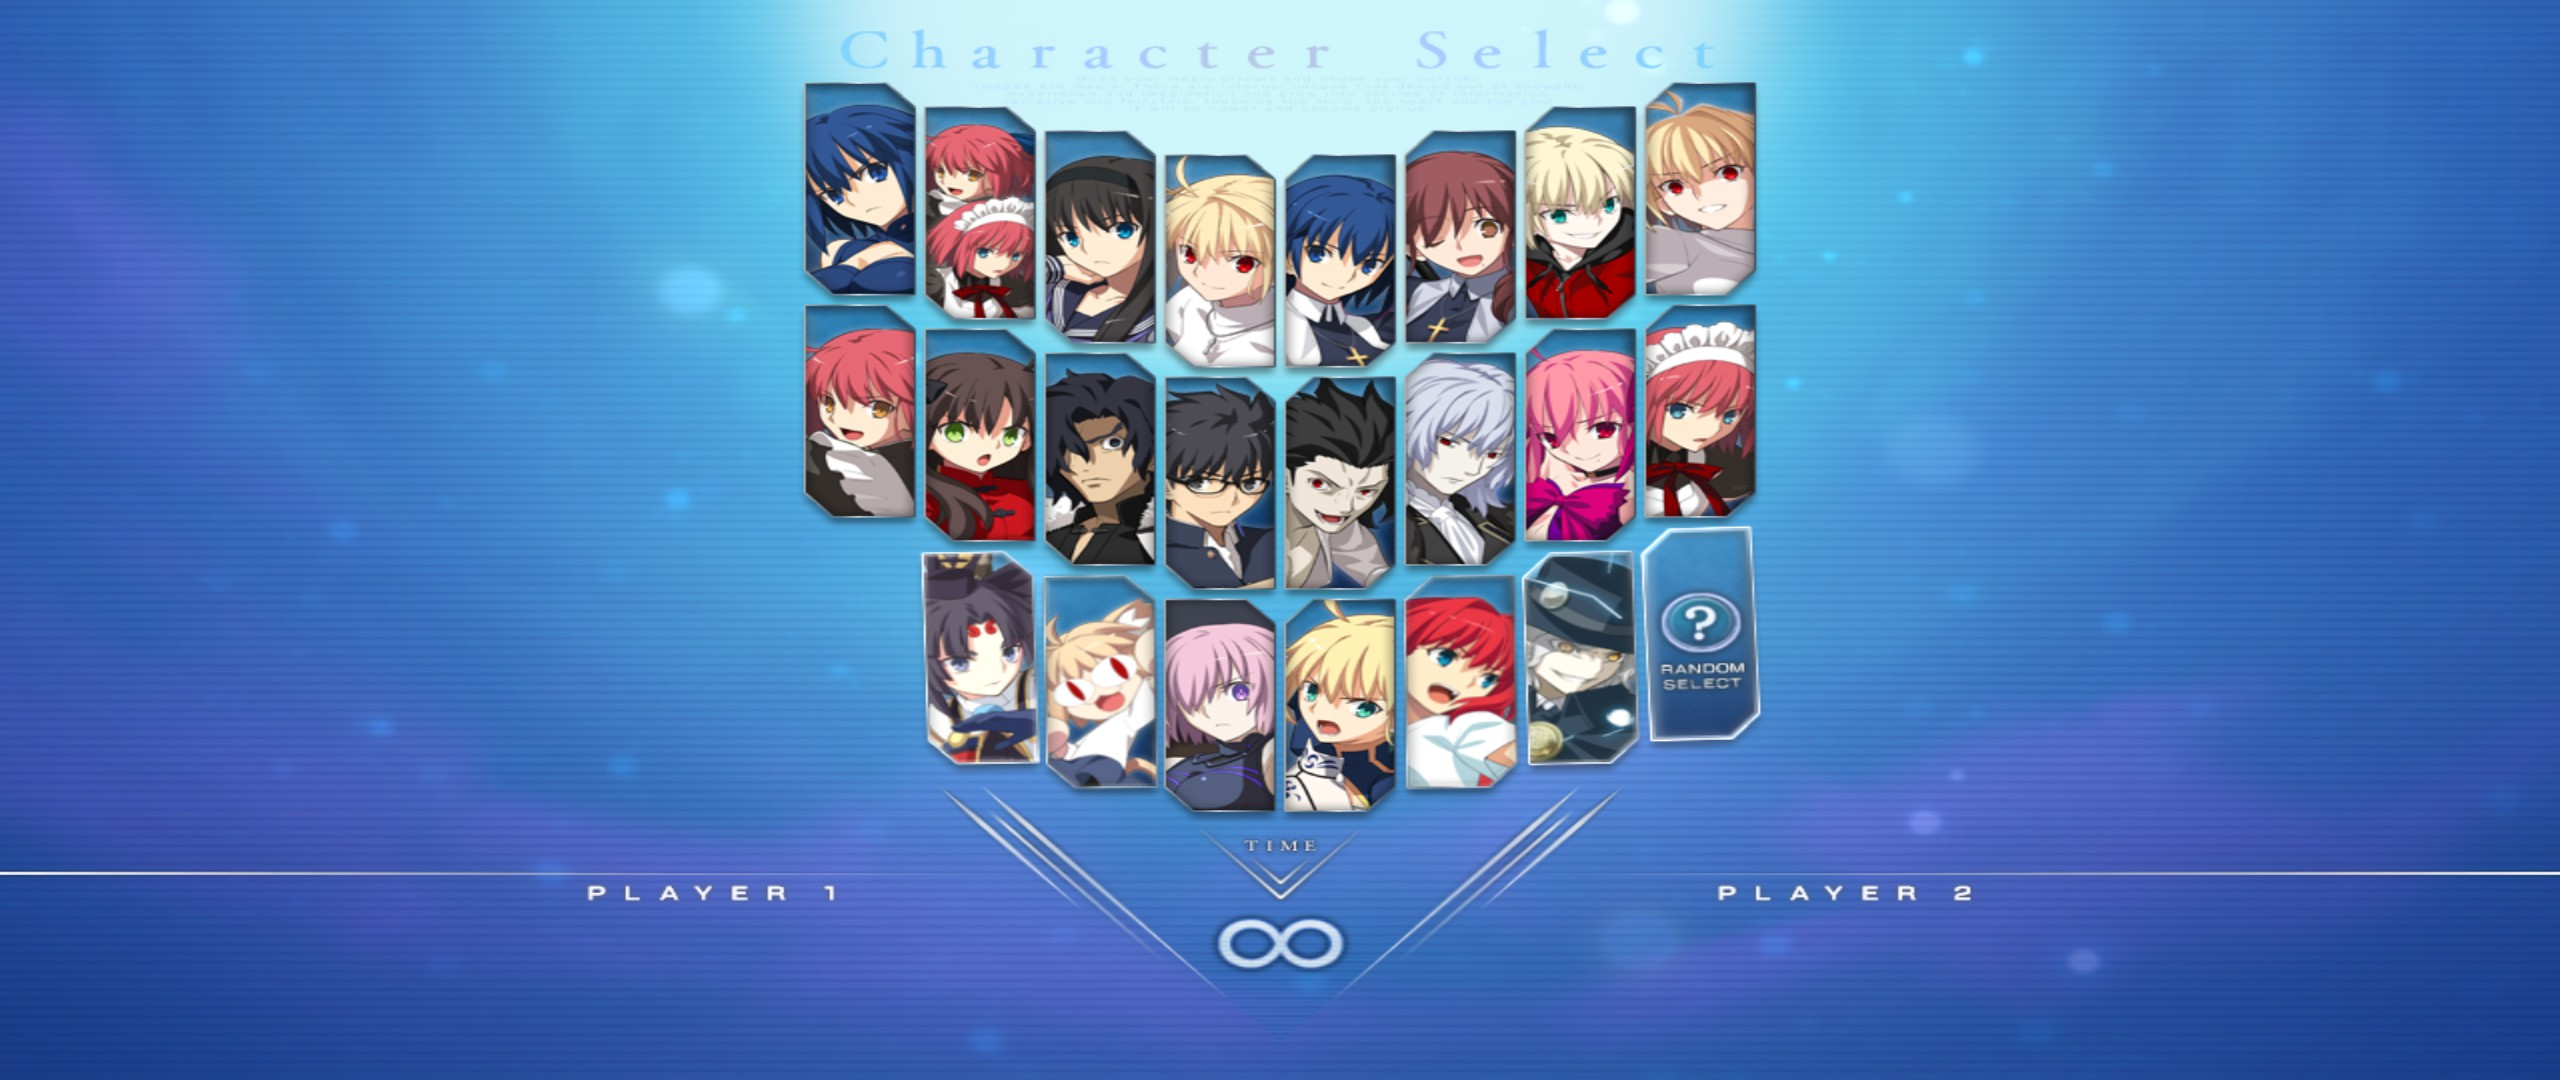 Character Select
RANDOM
SELECT
TIME
∞
PLAYER 1
PLAYER 2